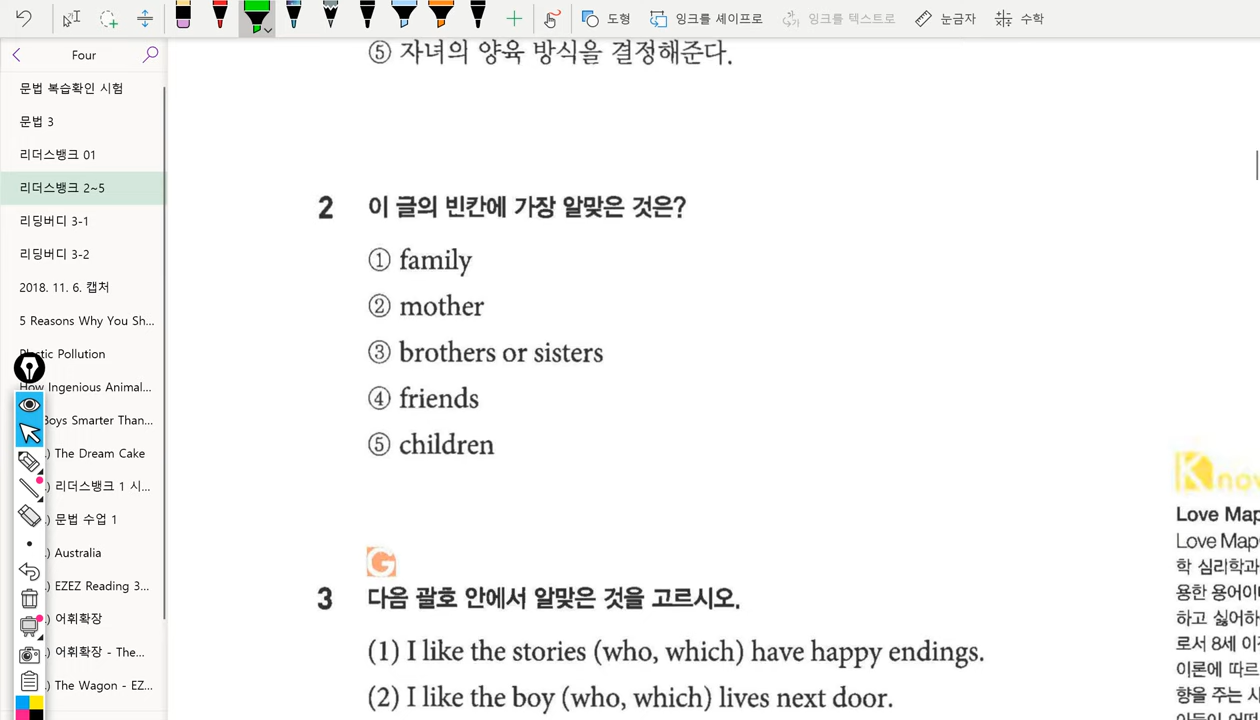 도형
잉크를 셰이프로
잉크를 텍스트로
눈금자
수학
Four
문법 복습확인 시험
문법 3
리더스뱅크 01
리더스뱅크 2~5
리딩버디 3-1
리딩버디 3-2
2018. 11. 6. 캡처
5 Reasons Why You Sh...
Plastic Pollution
How Ingenious Animal...
Boys Smarter Than...
.) The Dream Cake
.) 리더스뱅크 1 시...
.) 문법 수업 1
.) Australia
.) EZEZ Reading 3...
.) 어휘확장
.) 어휘확장 - The...
.) The Wagon - EZ...
⑤ 자녀의 양육 방식을 결정해준다.
2 이 글의 빈칸에 가장 알맞은 것은?
① family
② mother
③ brothers or sisters
④ friends
⑤ children
G
3 다음 괄호 안에서 알맞은 것을 고르시오.
(1) I like the stories (who, which) have happy endings.
(2) I like the boy (who, which) lives next door.
Know
Love Map
Love Map
학 심리학과
용한 용어이
하고 싫어하
로서 8세 이
이론에 따르
향을 주는 사